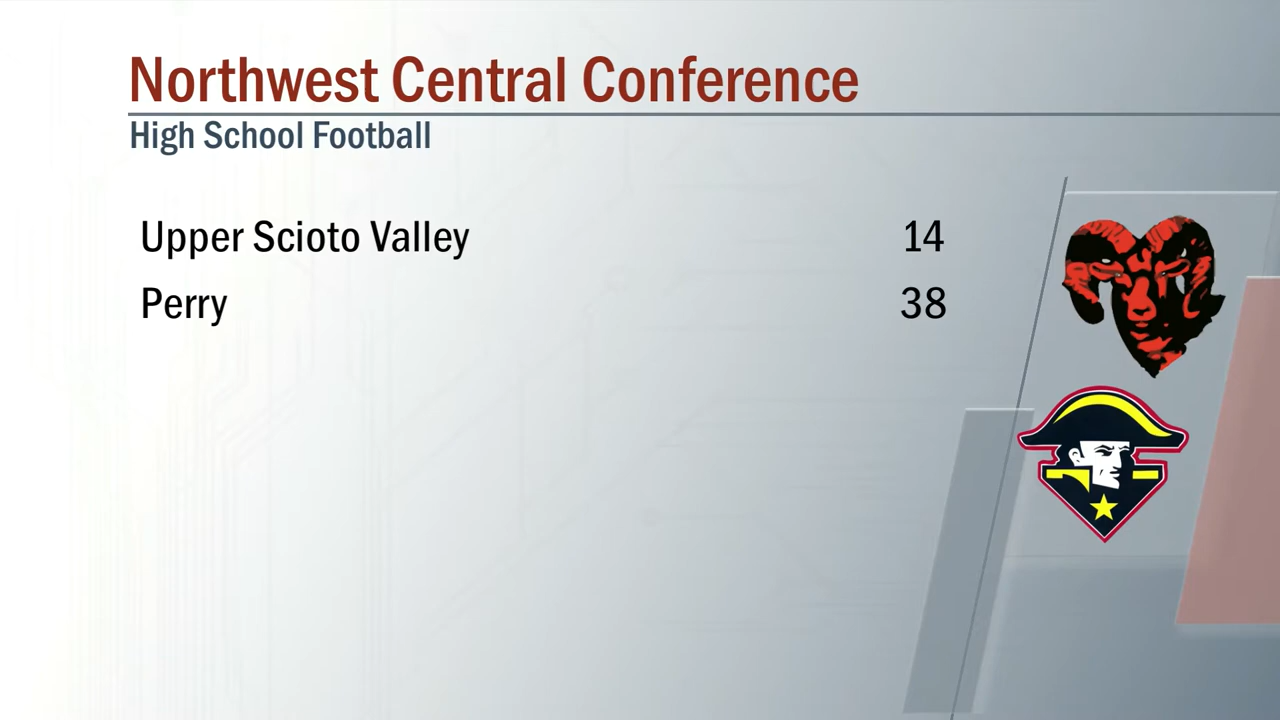 Northwest Central Conference
High School Football
Upper Scioto Valley 14
Perry 38